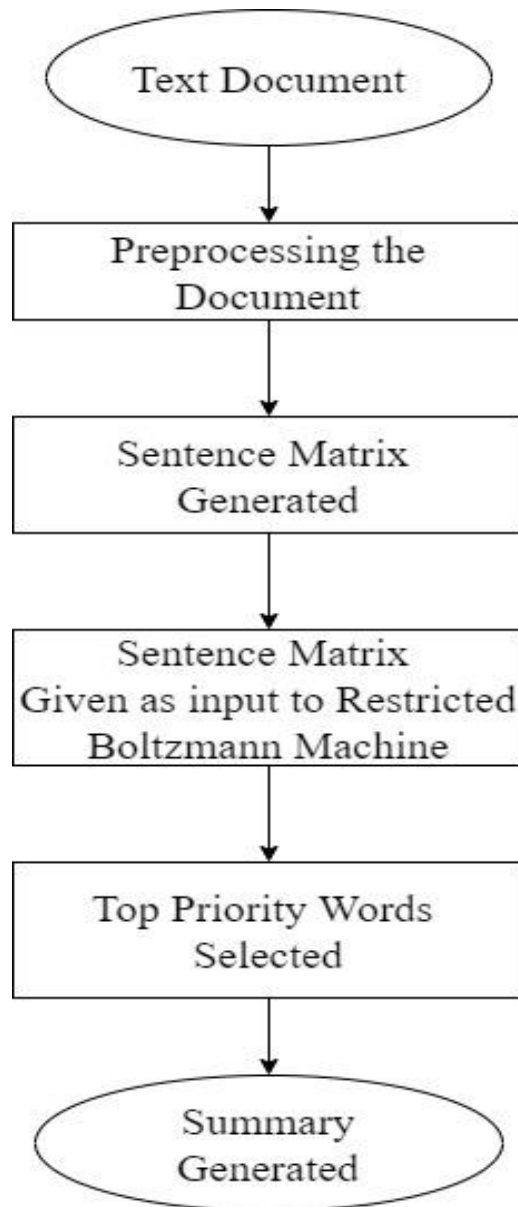 Text Document
Preprocessing the
Document
Sentence Matrix
Generated
Sentence Matrix
Given as input to Restricted
Boltzmann Machine
Top Priority Words
Selected
Summary
Generated